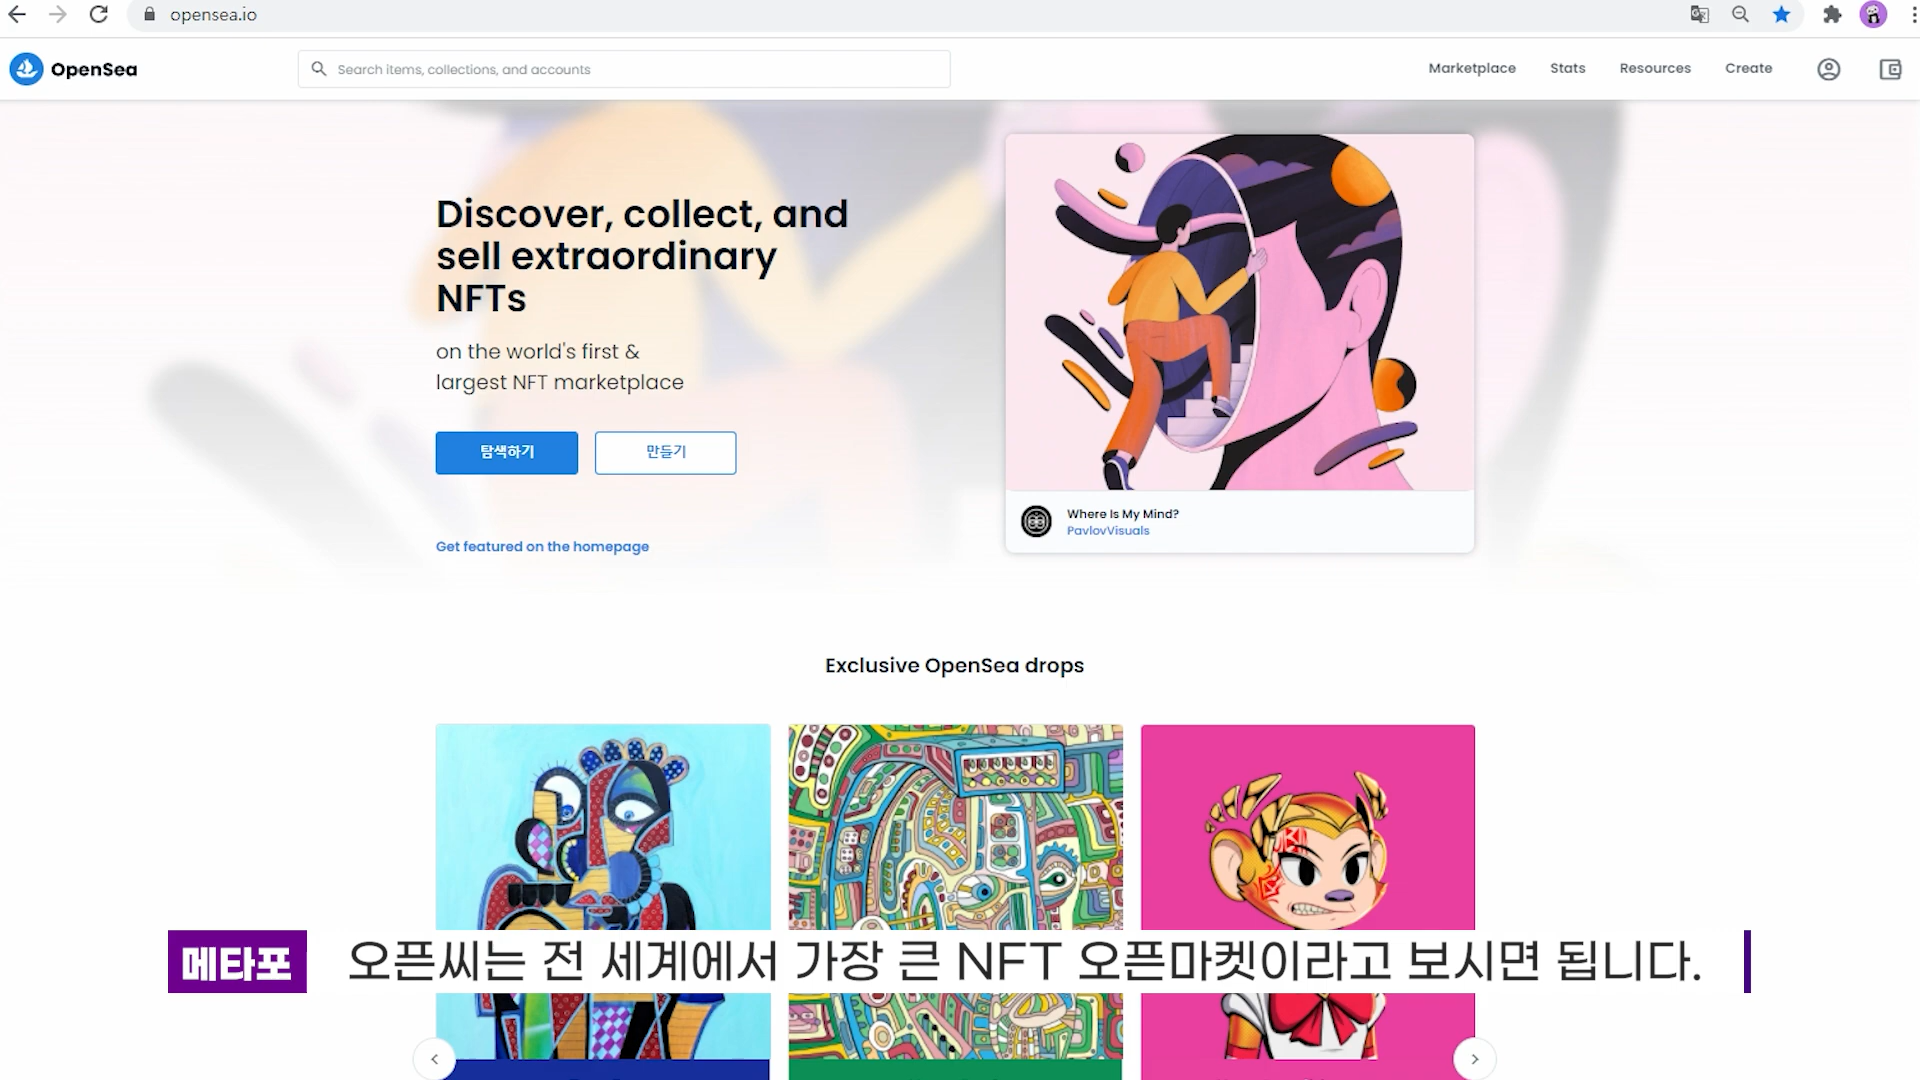 opensea.io
OpenSea
Search items, collections, and accounts
Marketplace
Stats
Resources
Create
Discover, collect, and
sell extraordinary
NFTs
on the world's first &
largest NFT marketplace
탐색하기
만들기
Get featured on the homepage
Where Is My Mind?
PavlovVisuals
Exclusive OpenSea drops
메타포
오픈씨는 전 세계에서 가장 큰 NFT 오픈마켓이라고 보시면 됩니다.